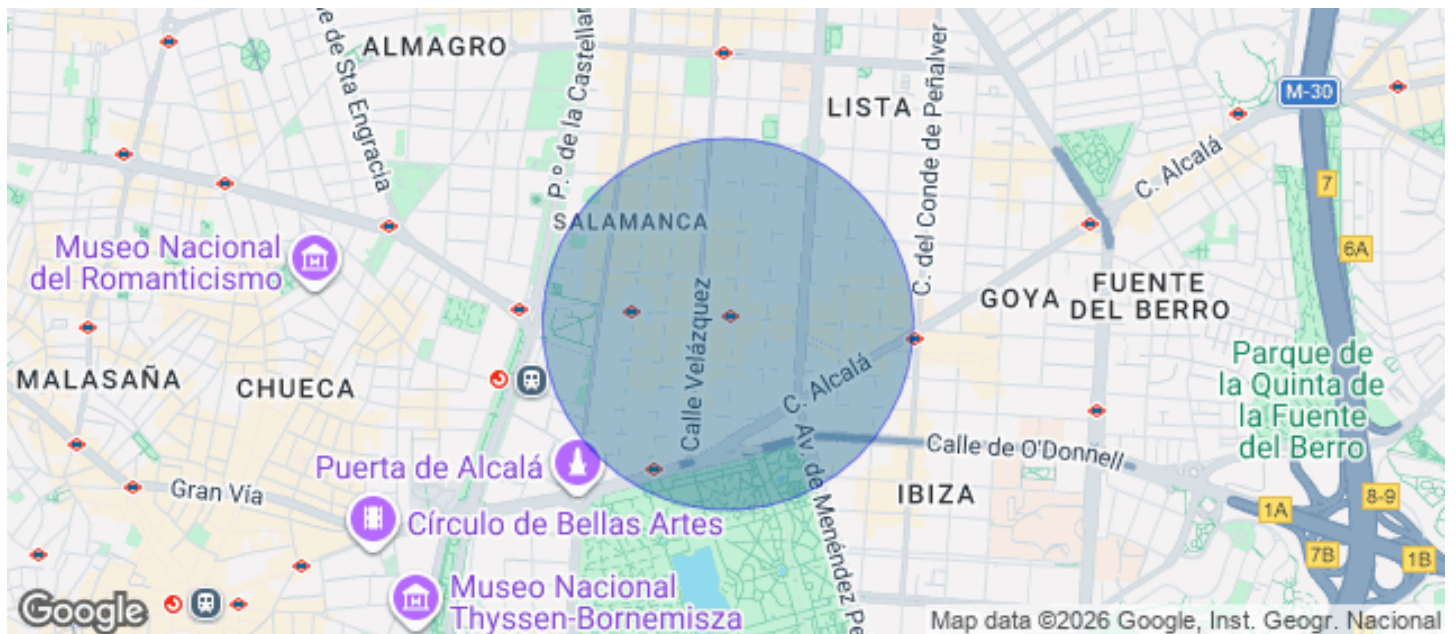 e de Sta Engracia
ALMAGRO
P.º de la Castellan
LISTA
C. del Conde de Peñalver
M-30
C. Alcalá
7
SALAMANCA
6A
Museo Nacional
del Romanticismo
Calle Velázquez
GOYA
FUENTE
DEL BERRO
MALASAÑA
CHUECA
C. Alcalá
Parque de
la Quinta de
la Fuente
del Berro
Puerta de Alcalá
Av. de Menéndez Pe
Calle de O'Donnell
Gran Vía
IBIZA
Círculo de Bellas Artes
1A
8-9
7B
1B
Museo Nacional
Thyssen-Bornemisza
Google
Map data ©2026 Google, Inst. Geogr. Nacional